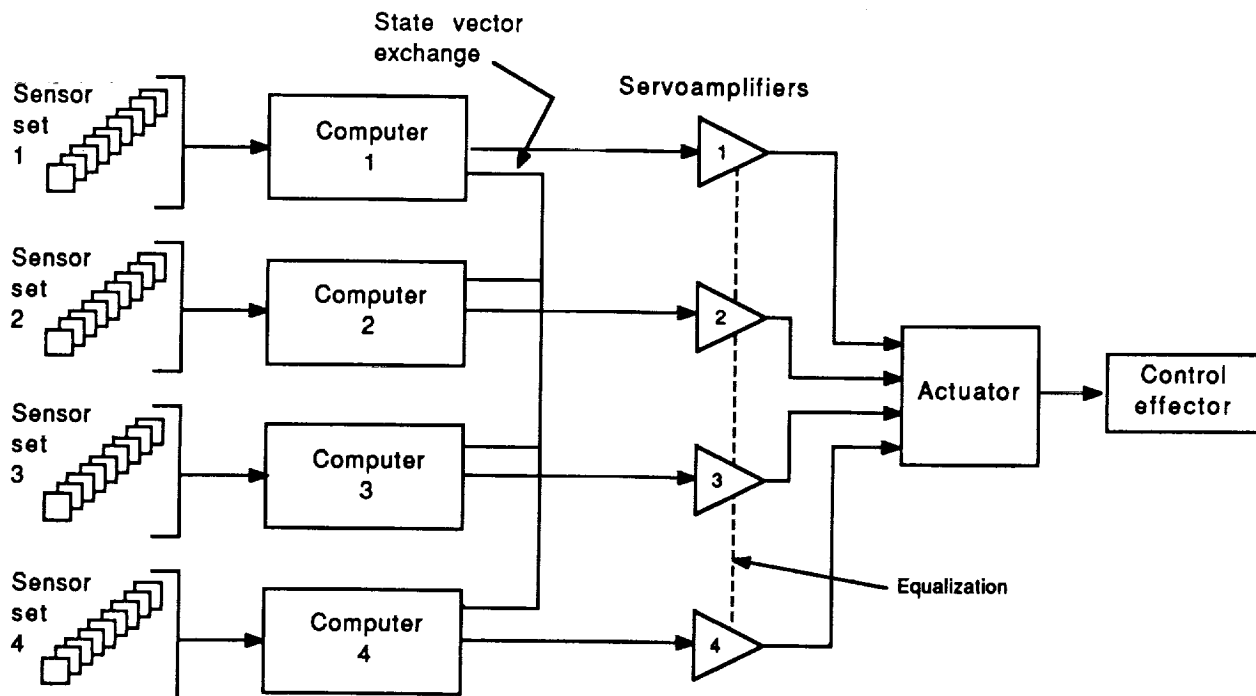 State vector
exchange
Servoamplifiers
Sensor
set
1
Computer
1
1
Sensor
set
2
Computer
2
2
Actuator
Control
effector
Sensor
set
3
Computer
3
3
Equalization
Sensor
set
4
Computer
4
4